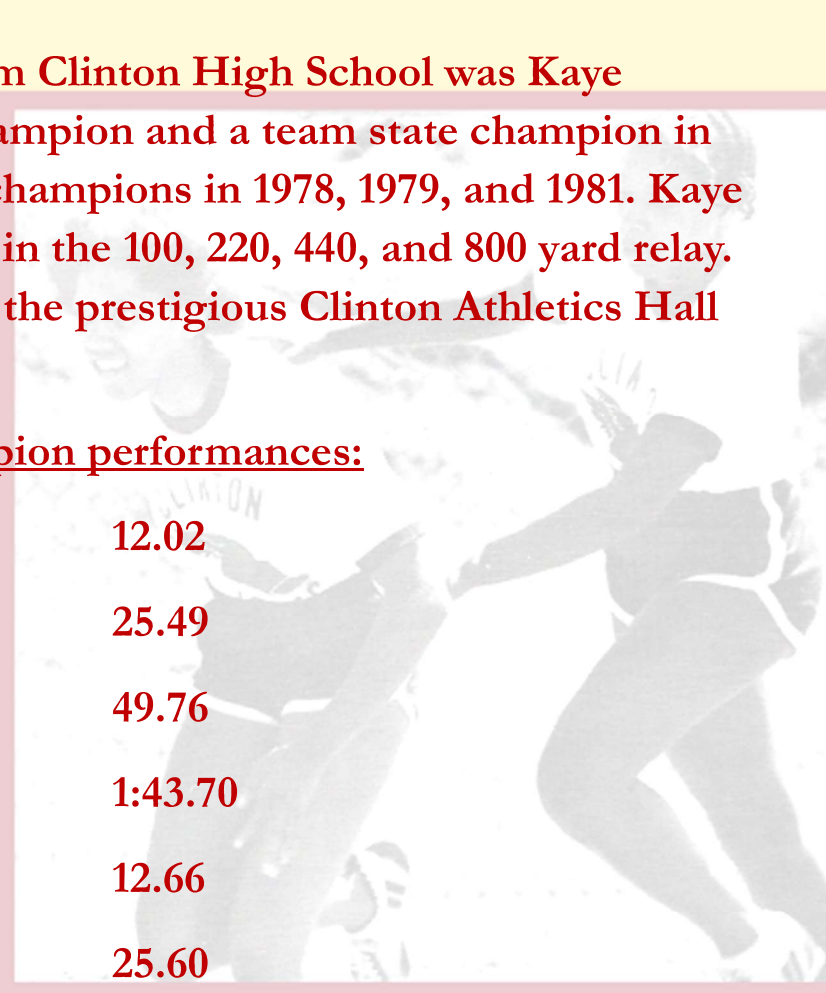 m Clinton High School was Kaye
ampion and a team state champion in
champions in 1978, 1979, and 1981. Kaye
in the 100, 220, 440, and 800 yard relay.
the prestigious Clinton Athletics Hall
pion performances:
CLINTON
12.02
25.49
49.76
1:43.70
12.66
25.60